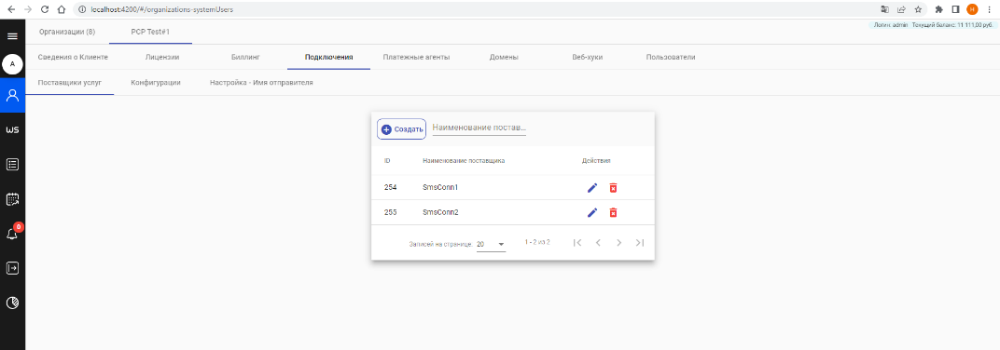 localhost:4200/#/organizations-systemUsers
H
Логин: admin - Текущий баланс: 11 111,00 руб.
Организации (8) PCP Test#1
A
Сведения о Клиенте Лицензии Биллинг Подключения Платежные агенты Домены Веб-хуки Пользователи
Поставщики услуг Конфигурации Настройка - Имя отправителя
ws
0
Создать Наименование постав...
ID Наименование поставщика Действия
254 SmsConn1
255 SmsConn2
Записей на странице: 20 1 - 2 из 2